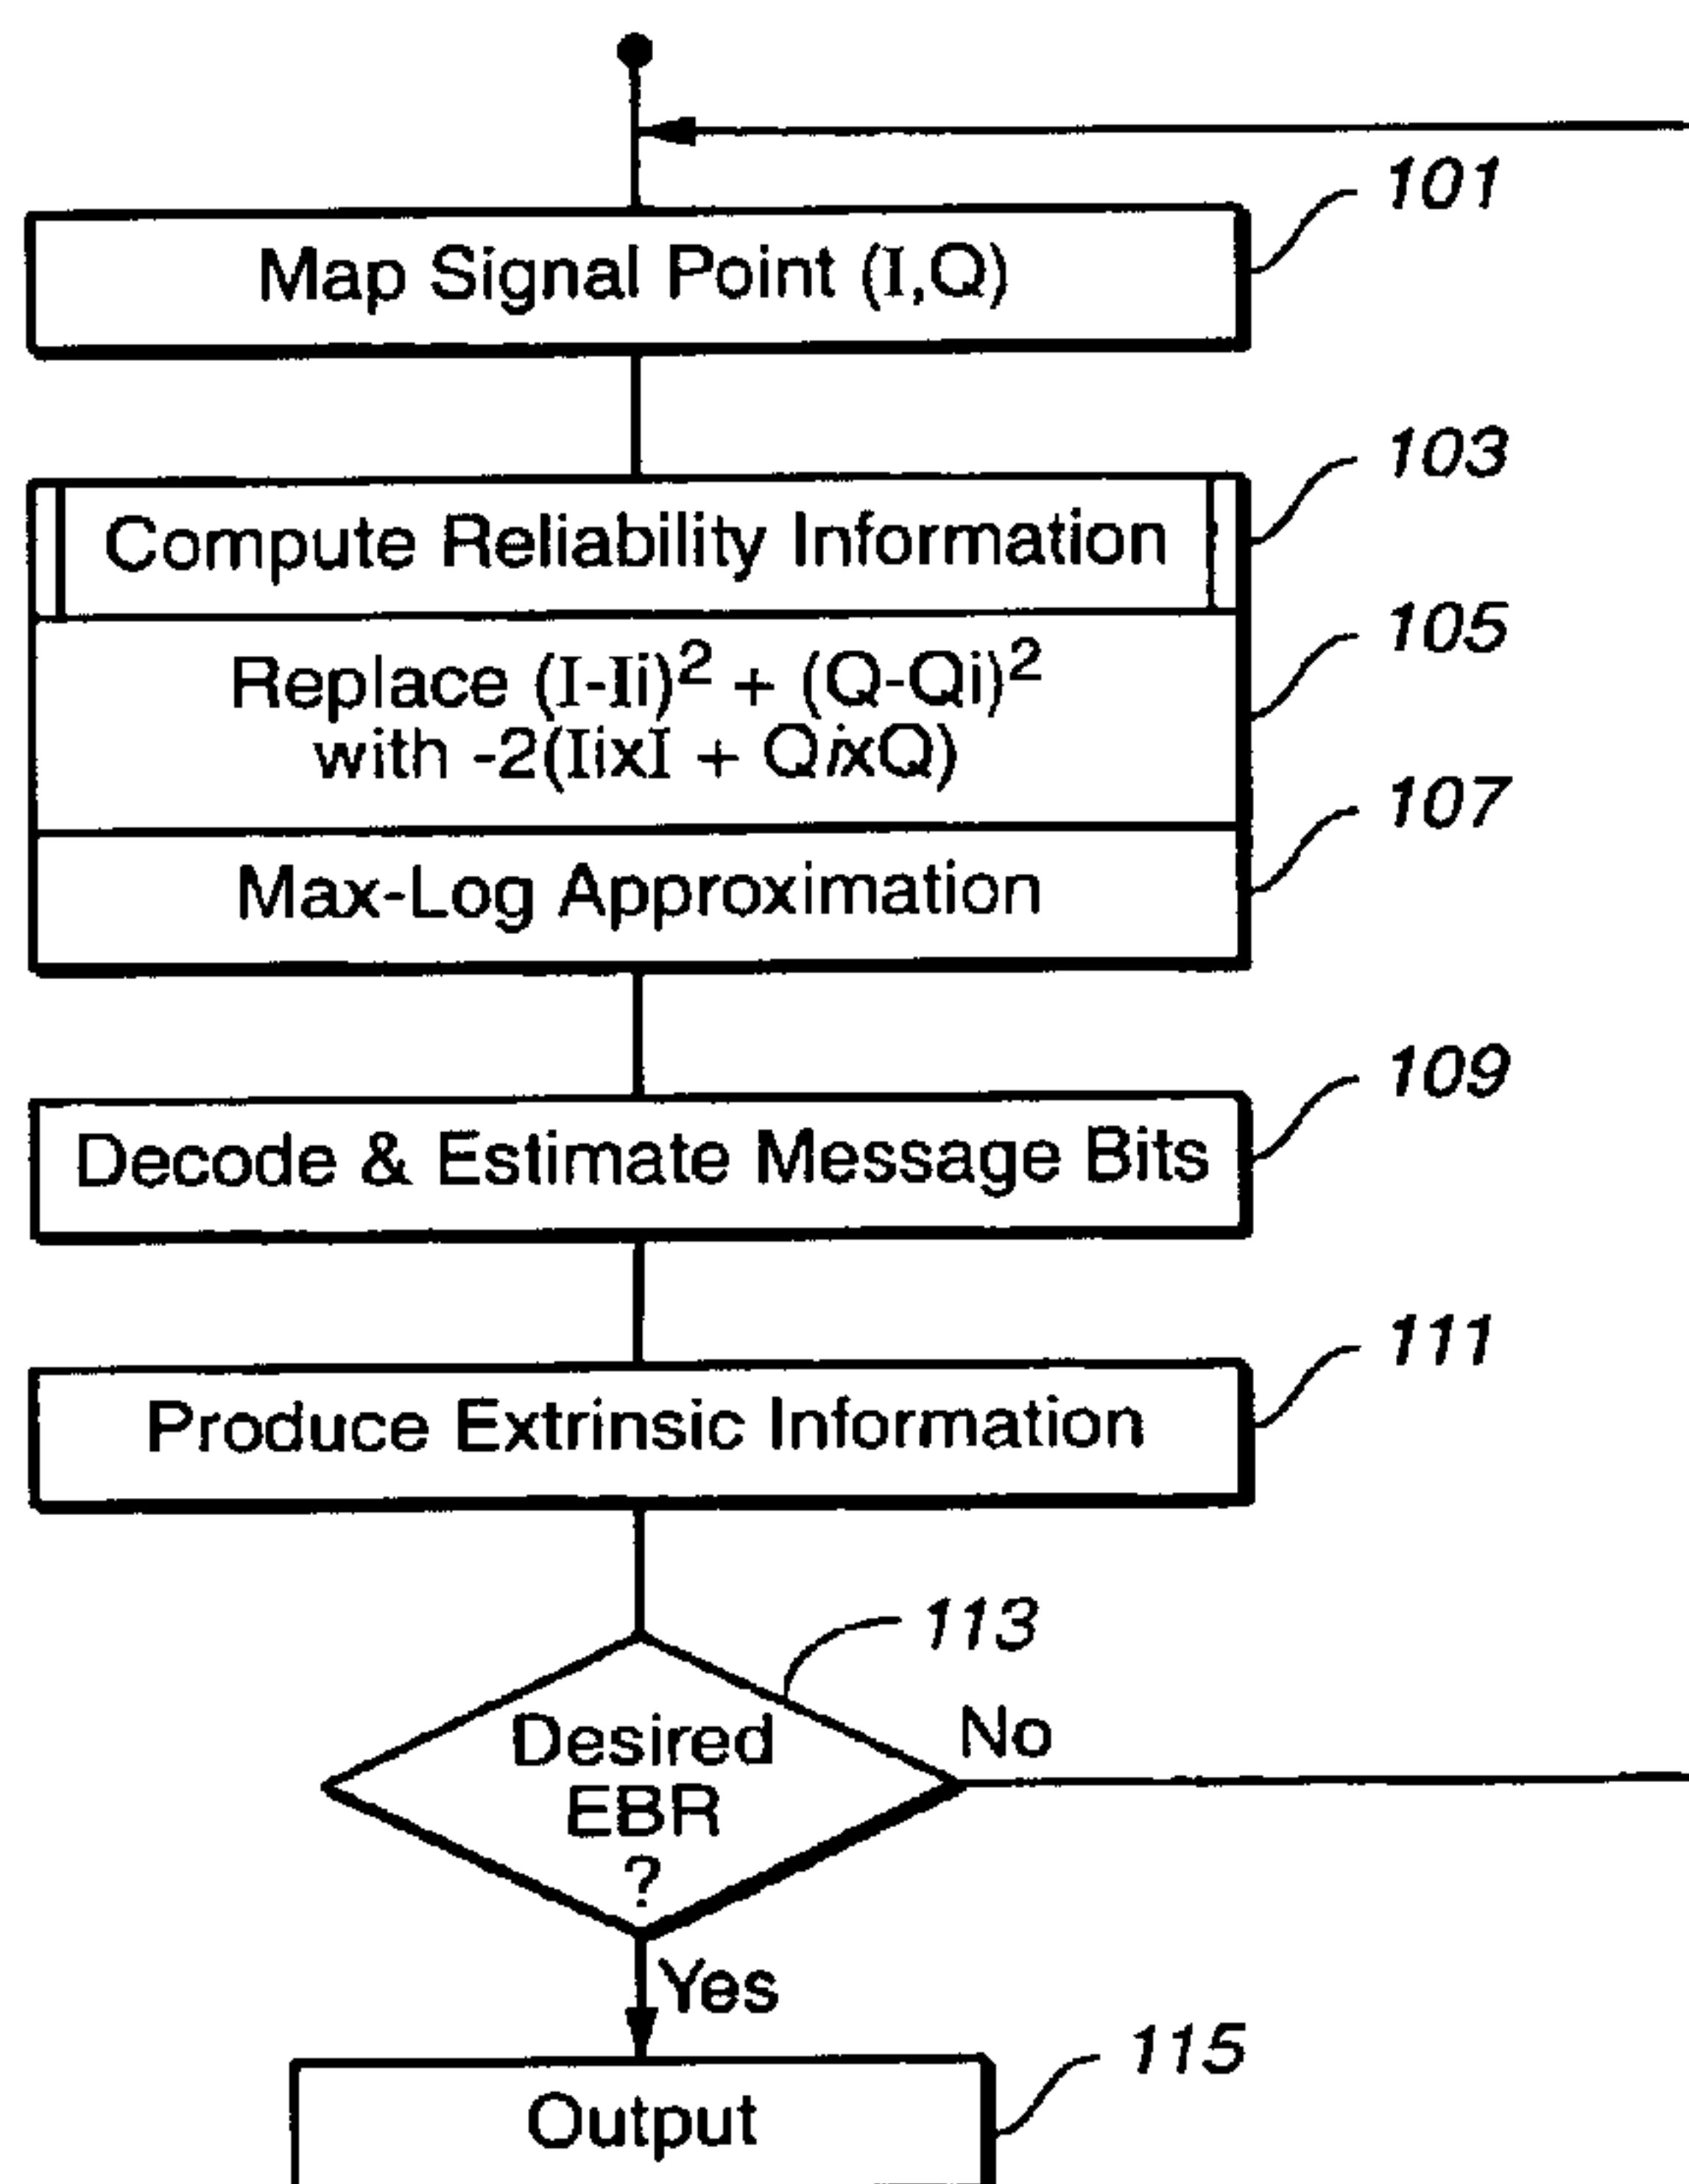 101
Map Signal Point (I,Q)
103
Compute Reliability Information
105
Replace (I-Ii)² + (Q-Qi)²
with -2(IixI + QixQ)
107
Max-Log Approximation
109
Decode & Estimate Message Bits
111
Produce Extrinsic Information
113
Desired
EBR
?
No
Yes
115
Output